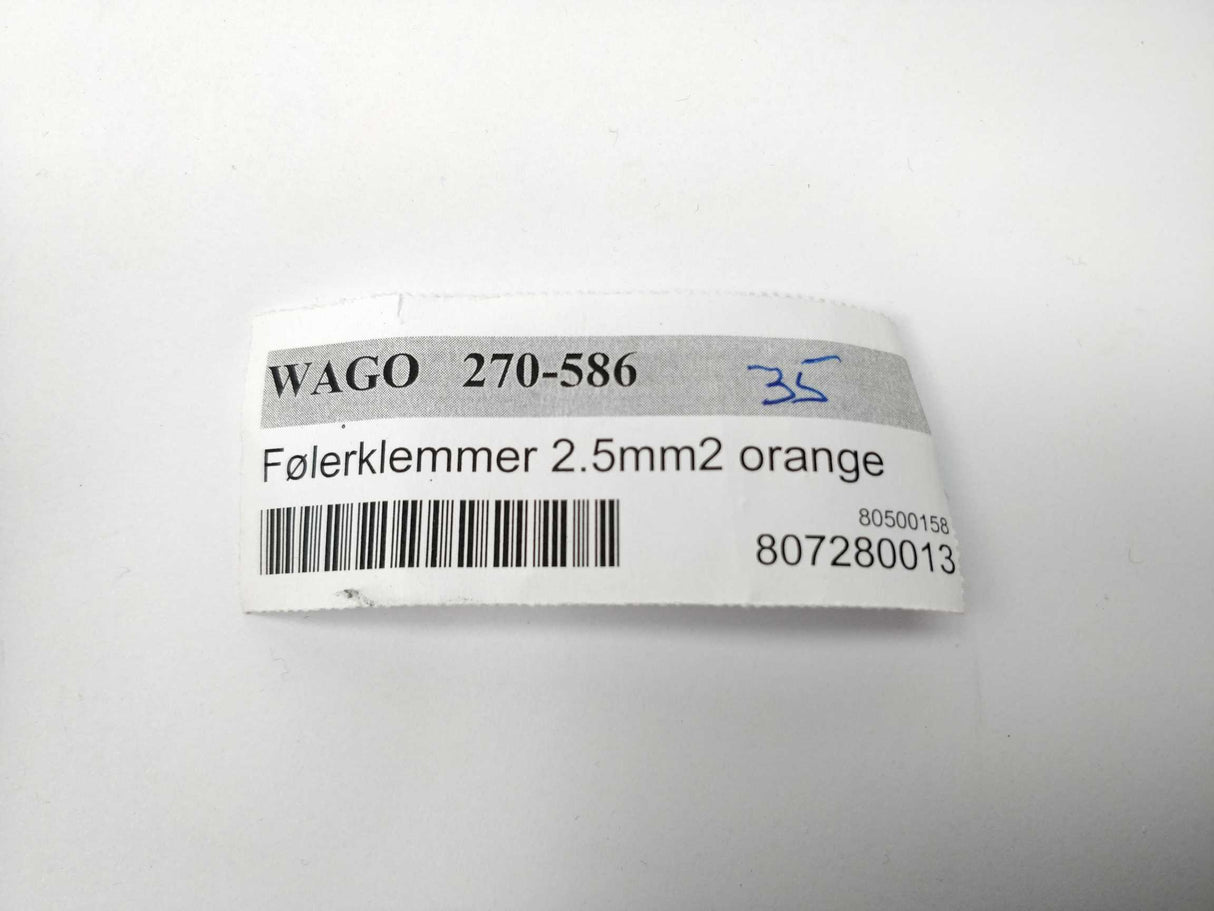 WAGO 270-586 35
Følerklemmer 2.5mm2 orange
80500158
807280013